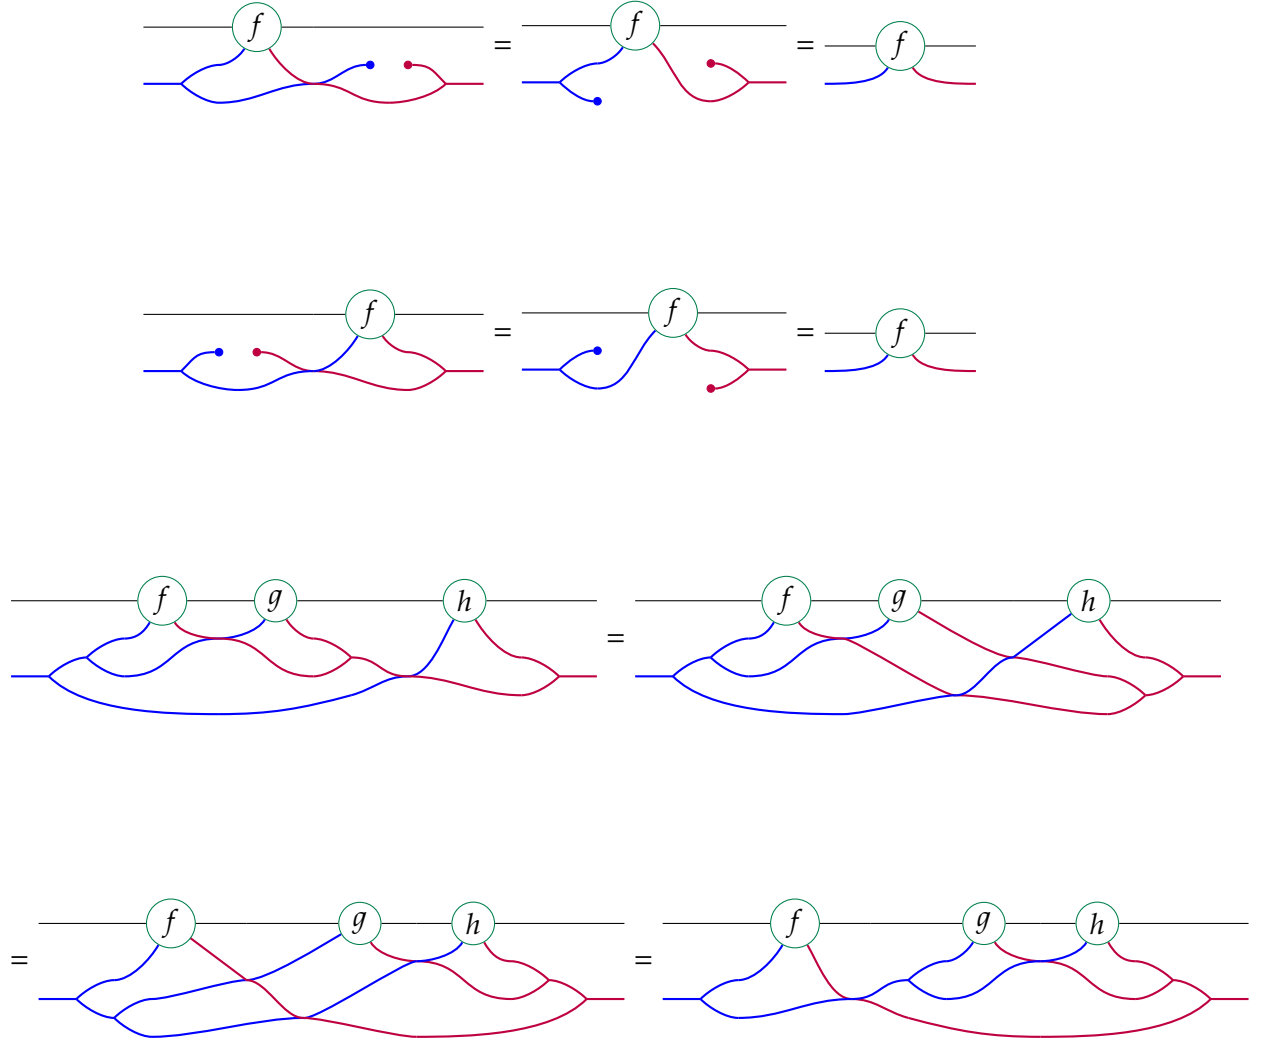 f = f = f
f = f = f
f g h = f g h
= f g h = f g h